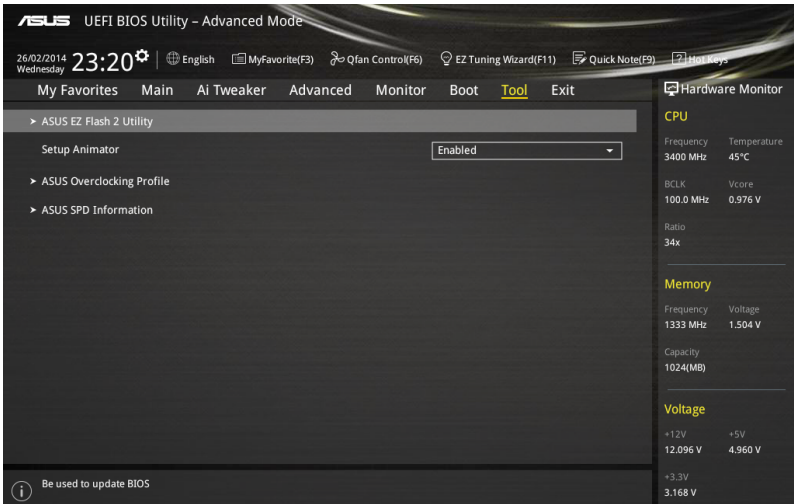 ASUS UEFI BIOS Utility – Advanced Mode
26/02/2014
Wednesday
23:20
English
MyFavorite(F3)
Qfan Control(F6)
EZ Tuning Wizard(F11)
Quick Note(F9)
Hot Keys
My Favorites Main Ai Tweaker Advanced Monitor Boot Tool Exit
ASUS EZ Flash 2 Utility
Setup Animator Enabled
ASUS Overclocking Profile
ASUS SPD Information
Be used to update BIOS
Hardware Monitor
CPU
Frequency Temperature
3400 MHz 45°C
BCLK Vcore
100.0 MHz 0.976 V
Ratio
34x
Memory
Frequency Voltage
1333 MHz 1.504 V
Capacity
1024(MB)
Voltage
+12V +5V
12.096 V 4.960 V
+3.3V
3.168 V